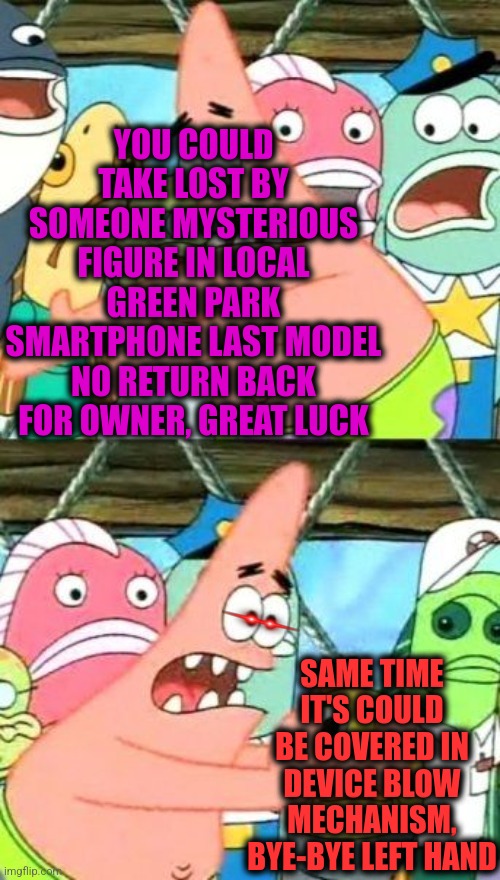 YOU COULD
TAKE LOST BY
SOMEONE MYSTERIOUS
FIGURE IN LOCAL
GREEN PARK
SMARTPHONE LAST MODEL
NO RETURN BACK
FOR OWNER, GREAT LUCK
SAME TIME
IT'S COULD
BE COVERED IN
DEVICE BLOW
MECHANISM,
BYE-BYE LEFT HAND
imgflip.com